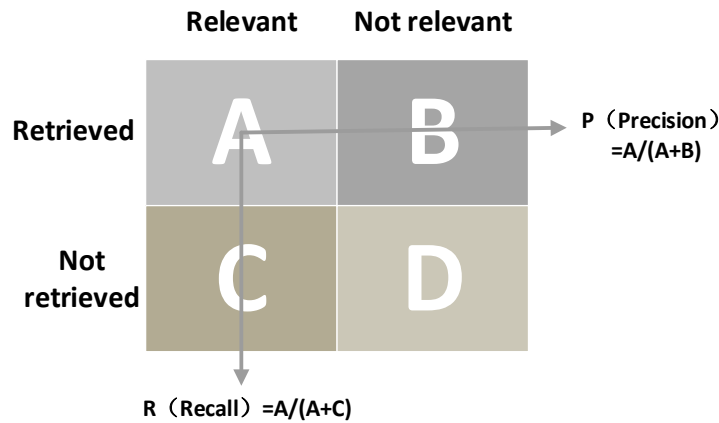 Relevant Not relevant
Retrieved A B P（Precision）
=A/(A+B)
Not
retrieved C D
R（Recall）=A/(A+C)